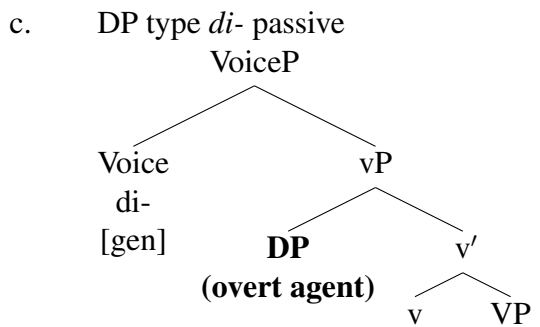 c. DP type di- passive
VoiceP
Voice vP
di-
[gen] DP v′
(overt agent)
v VP